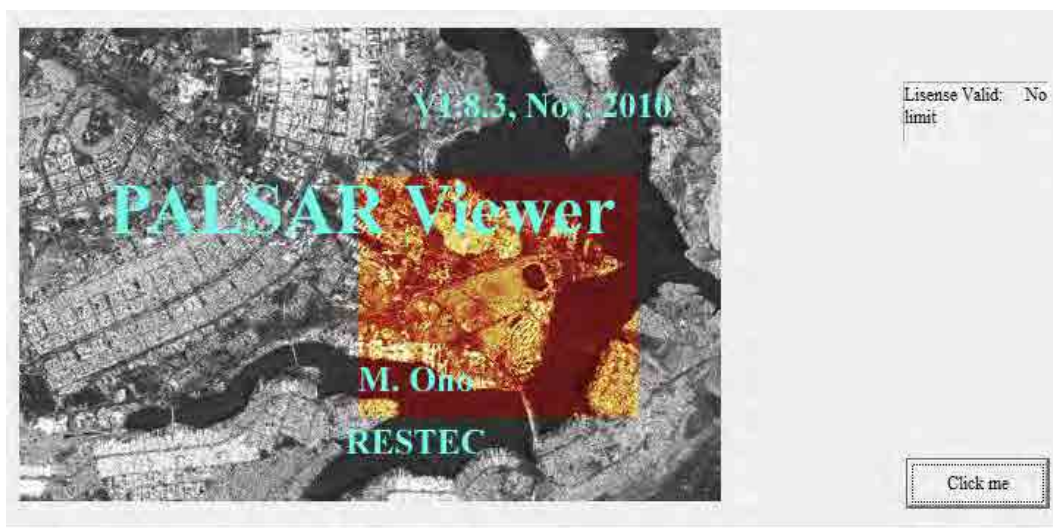 V1.8.3, Nov, 2010
PALSAR Viewer
M. Ono
RESTEC
Lisense Valid: No
limit
Click me